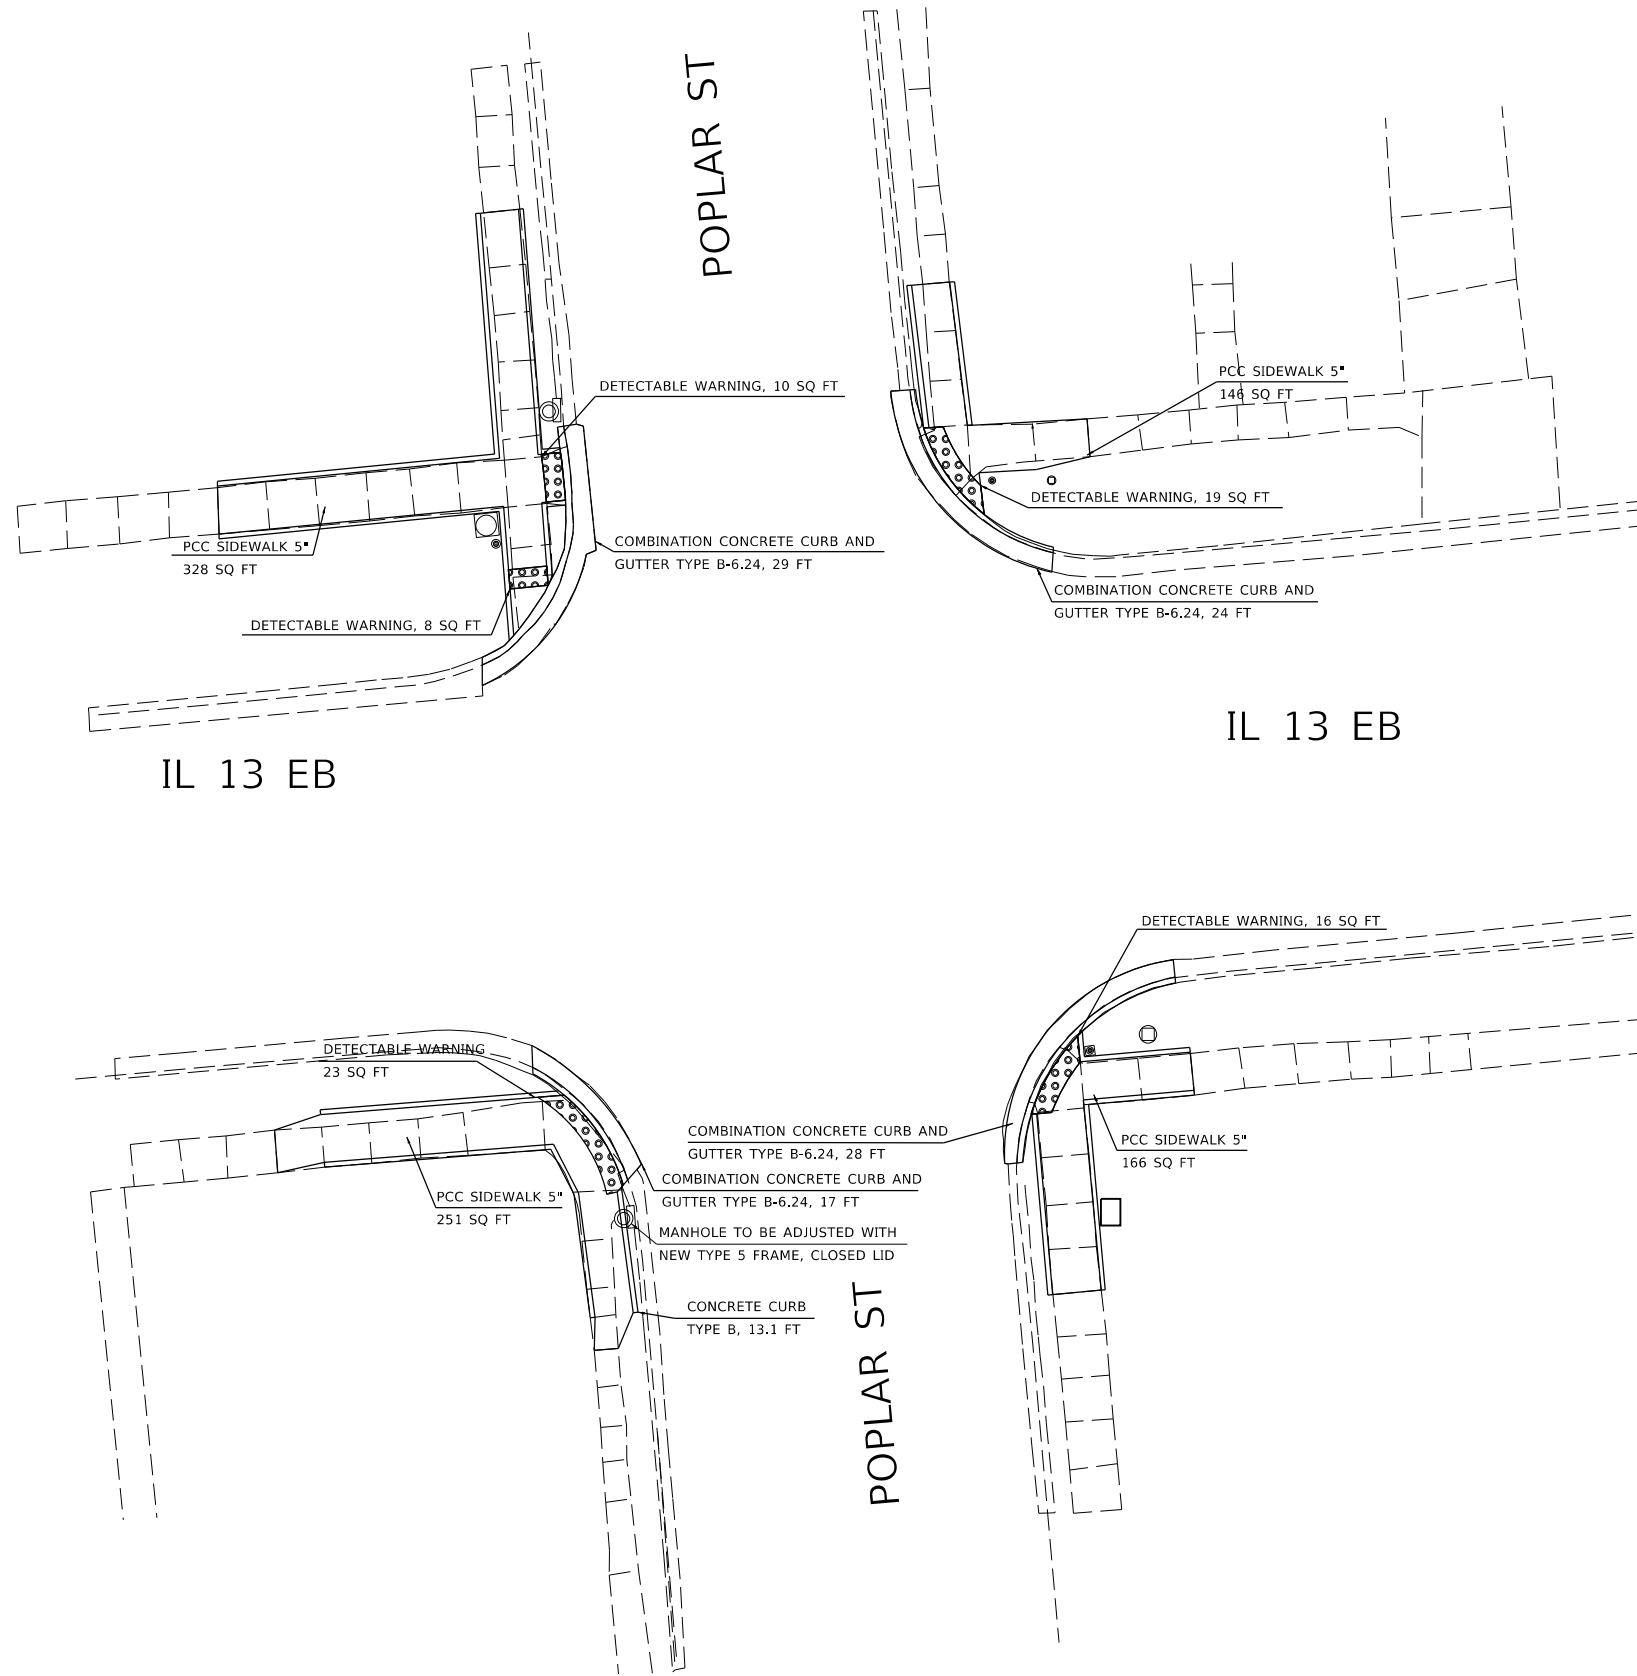 POPLAR ST
DETECTABLE WARNING, 10 SQ FT
PCC SIDEWALK 5"
146 SQ FT
DETECTABLE WARNING, 19 SQ FT
PCC SIDEWALK 5"
328 SQ FT
COMBINATION CONCRETE CURB AND
GUTTER TYPE B-6.24, 29 FT
COMBINATION CONCRETE CURB AND
GUTTER TYPE B-6.24, 24 FT
DETECTABLE WARNING, 8 SQ FT
IL 13 EB
IL 13 EB
DETECTABLE WARNING, 16 SQ FT
DETECTABLE WARNING
23 SQ FT
COMBINATION CONCRETE CURB AND
GUTTER TYPE B-6.24, 28 FT
PCC SIDEWALK 5"
166 SQ FT
COMBINATION CONCRETE CURB AND
GUTTER TYPE B-6.24, 17 FT
PCC SIDEWALK 5"
251 SQ FT
MANHOLE TO BE ADJUSTED WITH
NEW TYPE 5 FRAME, CLOSED LID
CONCRETE CURB
TYPE B, 13.1 FT
POPLAR ST